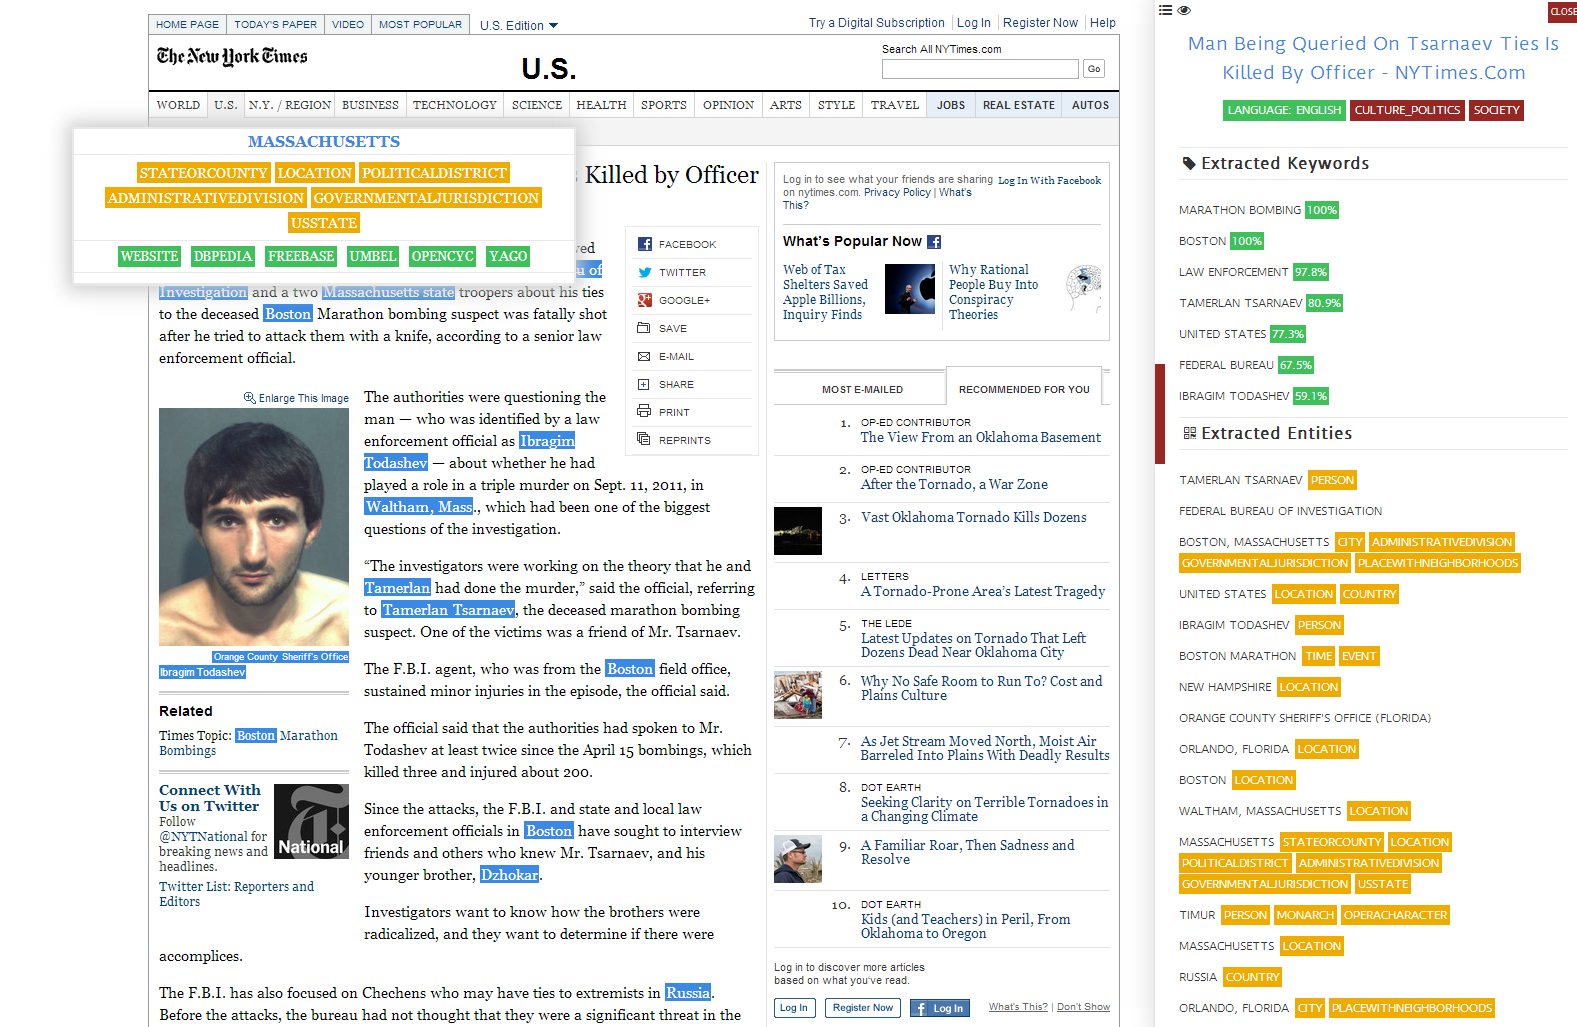 HOME PAGE TODAY'S PAPER VIDEO MOST POPULAR U.S. Edition
Try a Digital Subscription Log In Register Now Help
The New York Times
U.S.
Search All NYTimes.com
Go
WORLD U.S. N.Y. / REGION BUSINESS TECHNOLOGY SCIENCE HEALTH SPORTS OPINION ARTS STYLE TRAVEL JOBS REAL ESTATE AUTOS
MASSACHUSETTS
STATEORCOUNTY LOCATION POLITICALDISTRICT
ADMINISTRATIVEDIVISION GOVERNMENTALJURISDICTION
USSTATE
WEBSITE DBPEDIA FREEBASE UMBEL OPENCYC YAGO
Killed by Officer
of
Investigation and a two Massachusetts state troopers about his ties
to the deceased Boston Marathon bombing suspect was fatally shot
after he tried to attack them with a knife, according to a senior law
enforcement official.
FACEBOOK
TWITTER
GOOGLE+
SAVE
E-MAIL
SHARE
PRINT
REPRINTS
Enlarge This Image
Orange County Sheriff's Office
Ibragim Todashev
The authorities were questioning the
man — who was identified by a law
enforcement official as Ibragim
Todashev — about whether he had
played a role in a triple murder on Sept. 11, 2011, in
Waltham, Mass., which had been one of the biggest
questions of the investigation.
“The investigators were working on the theory that he and
Tamerlan had done the murder,” said the official, referring
to Tamerlan Tsarnaev, the deceased marathon bombing
suspect. One of the victims was a friend of Mr. Tsarnaev.
The F.B.I. agent, who was from the Boston field office,
sustained minor injuries in the episode, the official said.
The official said that the authorities had spoken to Mr.
Todashev at least twice since the April 15 bombings, which
killed three and injured about 200.
Since the attacks, the F.B.I. and state and local law
enforcement officials in Boston have sought to interview
friends and others who knew Mr. Tsarnaev, and his
younger brother, Dzhokar.
Investigators want to know how the brothers were
radicalized, and they want to determine if there were
accomplices.
The F.B.I. has also focused on Chechens who may have ties to extremists in Russia.
Before the attacks, the bureau had not thought that they were a significant threat in the
Related
Times Topic: Boston Marathon
Bombings
Connect With
Us on Twitter
Follow
@NYTNational for
breaking news and
headlines.
National
Twitter List: Reporters and
Editors
Log in to see what your friends are sharing
on nytimes.com. Privacy Policy | What's
This?
Log In With Facebook
What's Popular Now
Web of Tax
Shelters Saved
Apple Billions,
Inquiry Finds
Why Rational
People Buy Into
Conspiracy
Theories
MOST E-MAILED RECOMMENDED FOR YOU
1. OP-ED CONTRIBUTOR
The View From an Oklahoma Basement
2. OP-ED CONTRIBUTOR
After the Tornado, a War Zone
3. Vast Oklahoma Tornado Kills Dozens
4. LETTERS
A Tornado-Prone Area's Latest Tragedy
5. THE LEDE
Latest Updates on Tornado That Left
Dozens Dead Near Oklahoma City
6. Why No Safe Room to Run To? Cost and
Plains Culture
7. As Jet Stream Moved North, Moist Air
Barreled Into Plains With Deadly Results
8. DOT EARTH
Seeking Clarity on Terrible Tornadoes in
a Changing Climate
9. A Familiar Roar, Then Sadness and
Resolve
10. DOT EARTH
Kids (and Teachers) in Peril, From
Oklahoma to Oregon
Log in to discover more articles
based on what you've read.
Log In Register Now Log In What's This? | Don't Show
CLOSE
Man Being Queried On Tsarnaev Ties Is
Killed By Officer - NYTimes.Com
LANGUAGE: ENGLISH CULTURE_POLITICS SOCIETY
Extracted Keywords
MARATHON BOMBING 100%
BOSTON 100%
LAW ENFORCEMENT 97.8%
TAMERLAN TSARNAEV 80.9%
UNITED STATES 77.3%
FEDERAL BUREAU 67.5%
IBRAGIM TODASHEV 59.1%
Extracted Entities
TAMERLAN TSARNAEV PERSON
FEDERAL BUREAU OF INVESTIGATION
BOSTON, MASSACHUSETTS CITY ADMINISTRATIVEDIVISION
GOVERNMENTALJURISDICTION PLACEWITHNEIGHBORHOODS
UNITED STATES LOCATION COUNTRY
IBRAGIM TODASHEV PERSON
BOSTON MARATHON TIME EVENT
NEW HAMPSHIRE LOCATION
ORANGE COUNTY SHERIFF'S OFFICE (FLORIDA)
ORLANDO, FLORIDA LOCATION
BOSTON LOCATION
WALTHAM, MASSACHUSETTS LOCATION
MASSACHUSETTS STATEORCOUNTY LOCATION
POLITICALDISTRICT ADMINISTRATIVEDIVISION
GOVERNMENTALJURISDICTION USSTATE
TIMUR PERSON MONARCH OPERACHARACTER
MASSACHUSETTS LOCATION
RUSSIA COUNTRY
ORLANDO, FLORIDA CITY PLACEWITHNEIGHBORHOODS